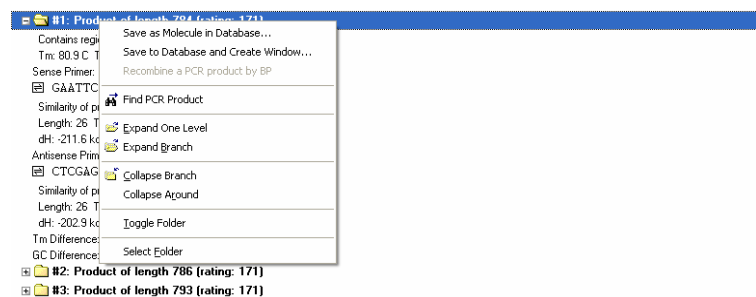 #1: Product of length 784 (rating: 171)
Contains regi
Tm: 80.9 C T
Sense Primer:
GAATTC
Similarity of pr
Length: 26 T
dH: -211.6 kc
Antisense Prim
CTCGAG
Similarity of pr
Length: 26 T
dH: -202.9 kc
Tm Difference:
GC Difference:
Save as Molecule in Database...
Save to Database and Create Window...
Recombine a PCR product by BP
Find PCR Product
Expand One Level
Expand Branch
Collapse Branch
Collapse Around
Toggle Folder
Select Folder
#2: Product of length 786 (rating: 171)
#3: Product of length 793 (rating: 171)